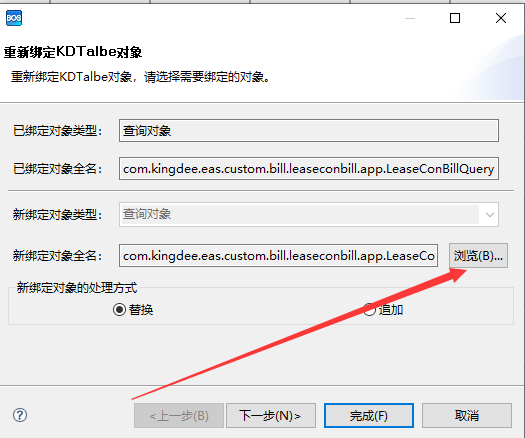 BOS
重新绑定KDTalbe对象
重新绑定KDTalbe对象，请选择需要绑定的对象。
已绑定对象类型： 查询对象
已绑定对象全名： com.kingdee.eas.custom.bill.leaseconbill.app.LeaseConBillQuery
新绑定对象类型： 查询对象
新绑定对象全名： com.kingdee.eas.custom.bill.leaseconbill.app.LeaseCo 浏览(B)...
新绑定对象的处理方式
替换 追加
? <上一步(B) 下一步(N)> 完成(F) 取消